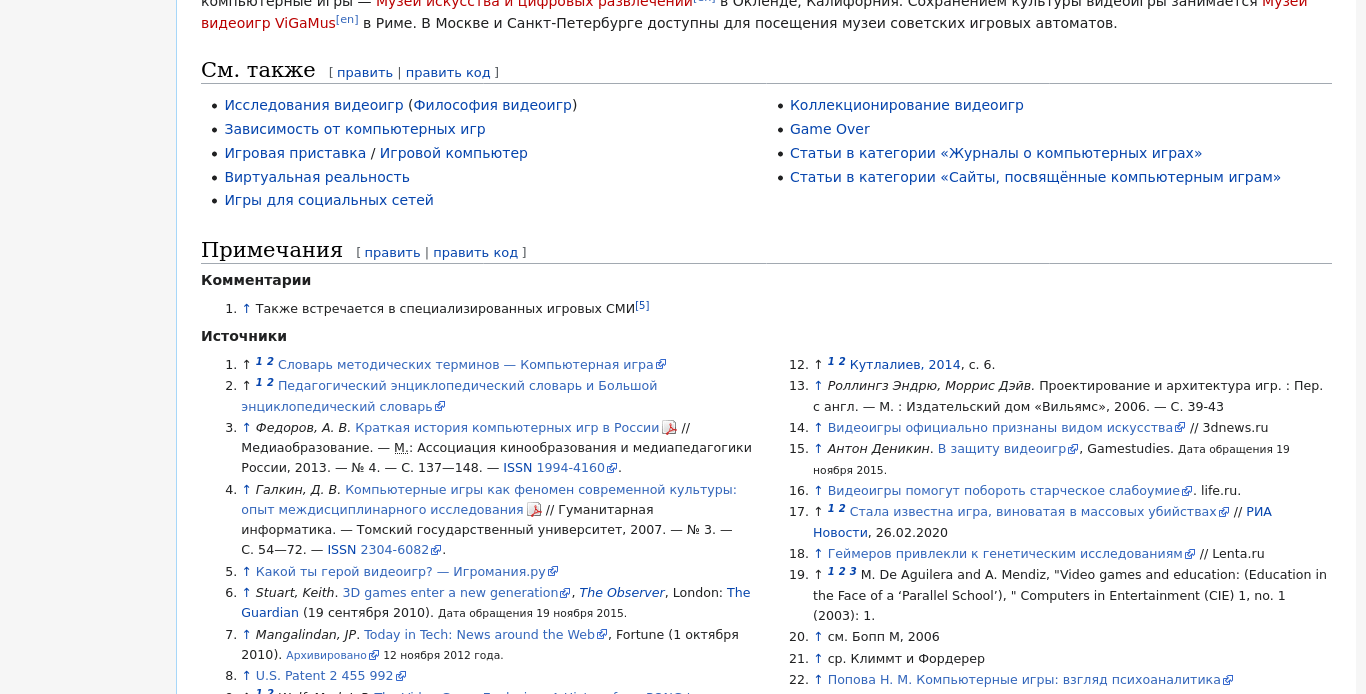 компьютерные игры — Музей искусства и цифровых развлечений[en] в Окленде, Калифорния. Сохранением культуры видеоигр занимается Музей
видеоигр ViGaMus[en] в Риме. В Москве и Санкт-Петербурге доступны для посещения музеи советских игровых автоматов.
См. также [ править | править код ]
• Исследования видеоигр (Философия видеоигр)
• Зависимость от компьютерных игр
• Игровая приставка / Игровой компьютер
• Виртуальная реальность
• Игры для социальных сетей
• Коллекционирование видеоигр
• Game Over
• Статьи в категории «Журналы о компьютерных играх»
• Статьи в категории «Сайты, посвящённые компьютерным играм»
Примечания [ править | править код ]
Комментарии
1. ↑ Также встречается в специализированных игровых СМИ[5]
Источники
1. ↑ 1 2 Словарь методических терминов — Компьютерная игра
2. ↑ 1 2 Педагогический энциклопедический словарь и Большой
энциклопедический словарь
3. ↑ Федоров, А. В. Краткая история компьютерных игр в России //
Медиаобразование. — М.: Ассоциация кинообразования и медиапедагогики
России, 2013. — № 4. — С. 137—148. — ISSN 1994-4160.
4. ↑ Галкин, Д. В. Компьютерные игры как феномен современной культуры:
опыт междисциплинарного исследования // Гуманитарная
информатика. — Томский государственный университет, 2007. — № 3. —
С. 54—72. — ISSN 2304-6082.
5. ↑ Какой ты герой видеоигр? — Игромания.ру
6. ↑ Stuart, Keith. 3D games enter a new generation, The Observer, London: The
Guardian (19 сентября 2010). Дата обращения 19 ноября 2015.
7. ↑ Mangalindan, JP. Today in Tech: News around the Web, Fortune (1 октября
2010). Архивировано 12 ноября 2012 года.
8. ↑ U.S. Patent 2 455 992
12. ↑ 1 2 Кутлалиев, 2014, с. 6.
13. ↑ Роллингз Эндрю, Моррис Дэйв. Проектирование и архитектура игр. : Пер.
с англ. — М. : Издательский дом «Вильямс», 2006. — С. 39-43
14. ↑ Видеоигры официально признаны видом искусства // 3dnews.ru
15. ↑ Антон Деникин. В защиту видеоигр, Gamestudies. Дата обращения 19
ноября 2015.
16. ↑ Видеоигры помогут побороть старческое слабоумие. life.ru.
17. ↑ 1 2 Стала известна игра, виноватая в массовых убийствах // РИА
Новости, 26.02.2020
18. ↑ Геймеров привлекли к генетическим исследованиям // Lenta.ru
19. ↑ 1 2 3 M. De Aguilera and A. Mendiz, "Video games and education: (Education in
the Face of a ‘Parallel School’), " Computers in Entertainment (CIE) 1, no. 1
(2003): 1.
20. ↑ см. Бопп М, 2006
21. ↑ ср. Климмт и Фордерер
22. ↑ Попова Н. М. Компьютерные игры: взгляд психоаналитика